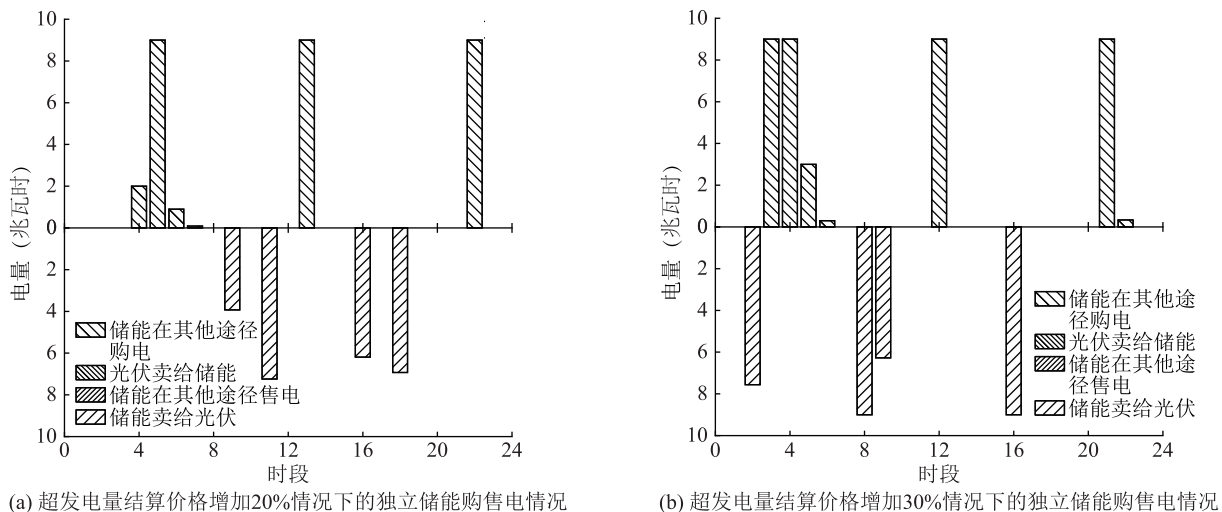 10
8
6
4
2
0
2
4
6
8
10
电量（兆瓦时）
储能在其他途径
购电
光伏卖给储能
储能在其他途径售电
储能卖给光伏
0 4 8 12 16 20 24
时段
(a) 超发电量结算价格增加20%情况下的独立储能购售电情况
10
8
6
4
2
0
2
4
6
8
10
电量（兆瓦时）
储能在其他途
径购电
光伏卖给储能
储能在其他途
径售电
储能卖给光伏
0 4 8 12 16 20 24
时段
(b) 超发电量结算价格增加30%情况下的独立储能购售电情况